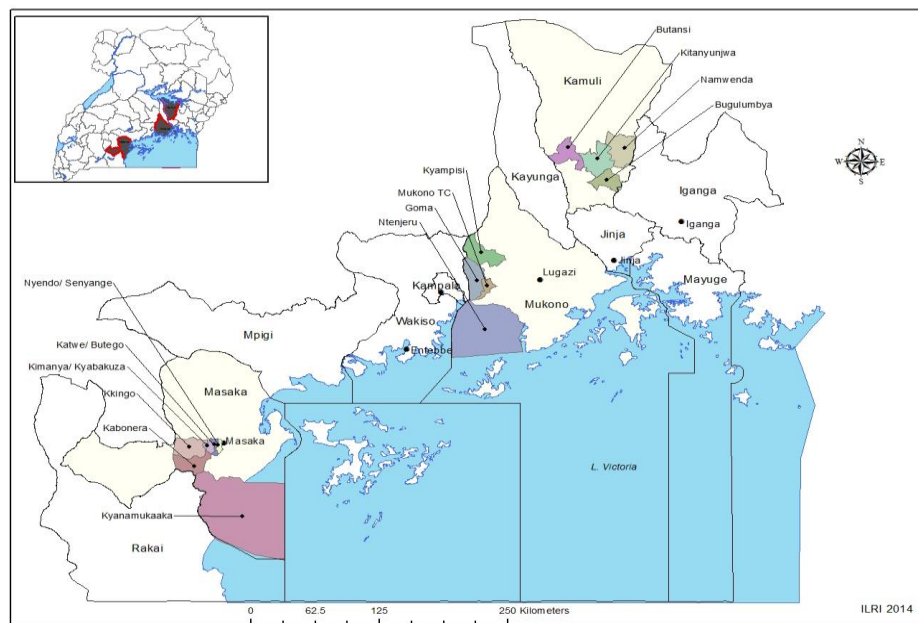 Butansi
Kitanyunjwa
Kamuli
Namwenda
Bugulumbya
Kyampisi
Kayunga
Mukono TC
Iganga
Goma
Iganga
Ntenjeru
Jinja
N
W E
S
Jinja
Nyendo/ Senyange
Lugazi
Mayuge
Kampala
Mukono
Mpigi
Wakiso
Katwe/ Butego
Entebbe
Kimanya/ Kyabakuza
Masaka
Kkingo
Masaka
Kabonera
L. Victoria
Kyanamukaaka
Rakai
0 62.5 125 250 Kilometers
ILRI 2014